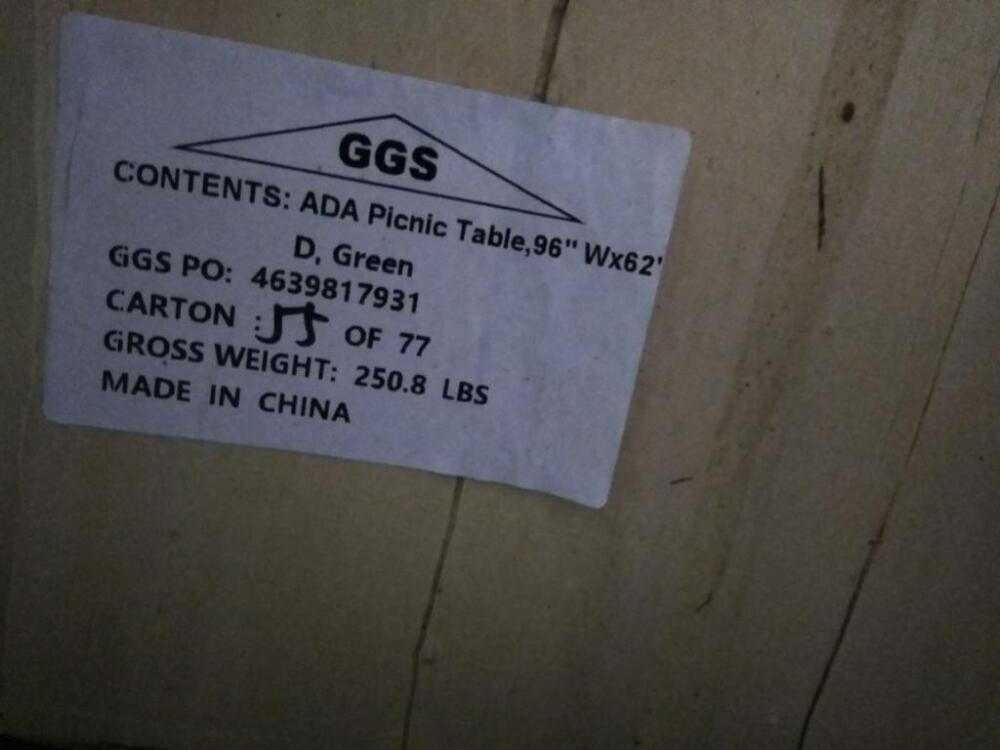 GGS
CONTENTS: ADA Picnic Table,96" Wx62'
D, Green
GGS PO: 4639817931
CARTON :55 OF 77
GROSS WEIGHT: 250.8 LBS
MADE IN CHINA